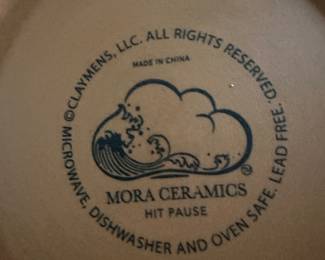 © CLAYMENS, LLC. ALL RIGHTS RESERVED.
MADE IN CHINA
MORA CERAMICS
HIT PAUSE
MICROWAVE, DISHWASHER AND OVEN SAFE. LEAD FREE.